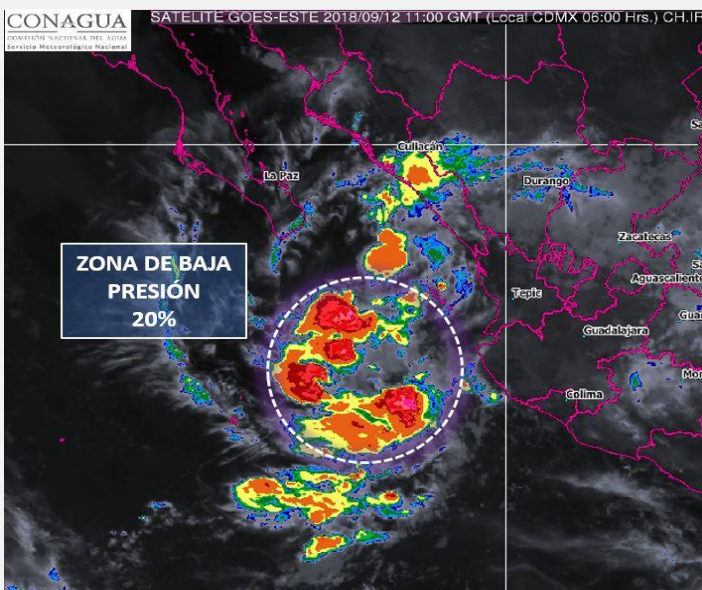 CONAGUA
COMISIÓN NACIONAL DEL AGUA
Servicio Meteorológico Nacional
SATELITE GOES-ESTE 2018/09/12 11:00 GMT (Local CDMX 06:00 Hrs.) CH.IR
Culiacán
La Paz
Durango
ZONA DE BAJA
PRESIÓN
20%
Zacatecas
Aguascaliente
Tepic
Guadalajara
Colima